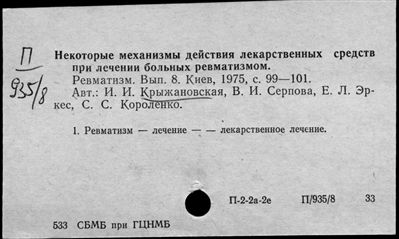 П
935/8
Некоторые механизмы действия лекарственных средств
при лечении больных ревматизмом.
Ревматизм. Вып. 8. Киев, 1975, с. 99—101.
Авт.: И. И. Крыжановская, В. И. Серпова, Е. Л. Эр-
кес, С. С. Короленко.
1. Ревматизм — лечение — — лекарственное лечение.
П-2-2а-2е П/935/8 33
533 СБМБ при ГЦНМБ